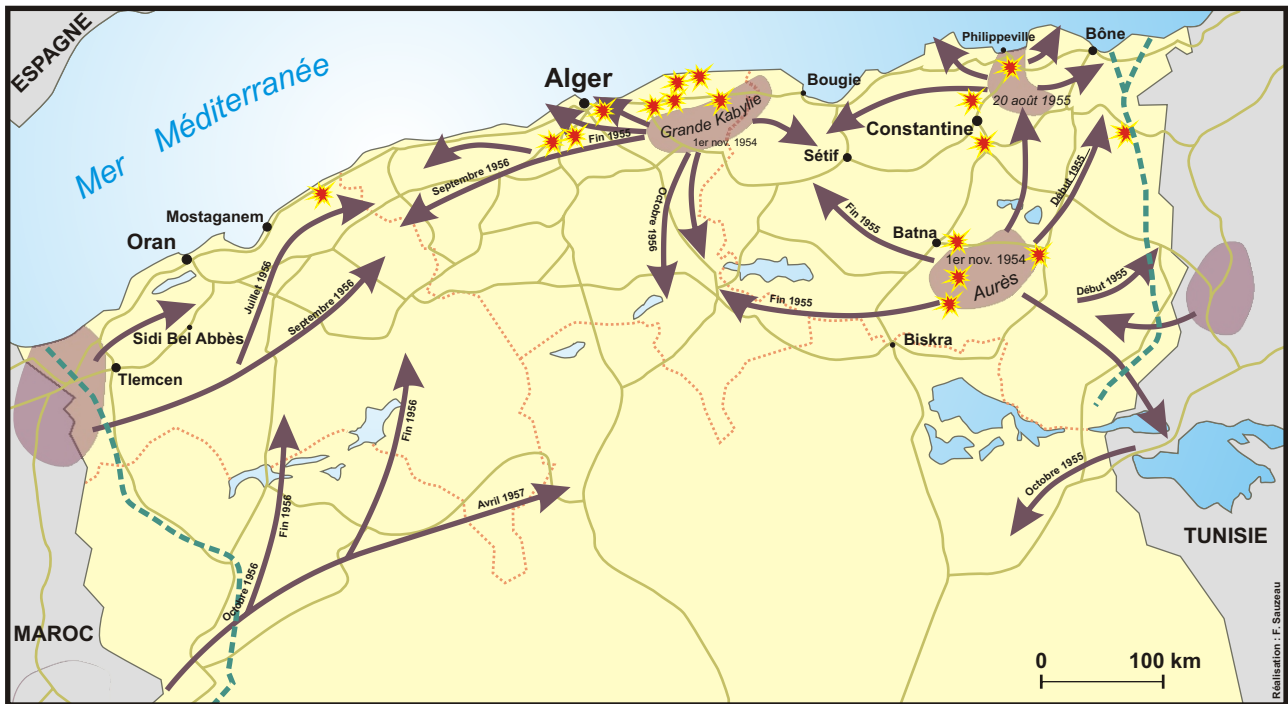 ESPAGNE
Mer Méditerranée
Alger
Bougie
Philippeville
Bône
20 août 1955
Constantine
Grande Kabylie
1er nov. 1954
Fin 1955
Sétif
Septembre 1956
Octobre 1956
Début 1955
Mostaganem
Oran
Fin 1955
Batna
1er nov. 1954
Aurès
Juillet 1956
Septembre 1956
Début 1955
Fin 1955
Sidi Bel Abbès
Biskra
Tlemcen
Fin 1956
Fin 1956
Avril 1957
Octobre 1955
TUNISIE
Octobre 1956
MAROC
0 100 km
Réalisation : F. Sauzeau